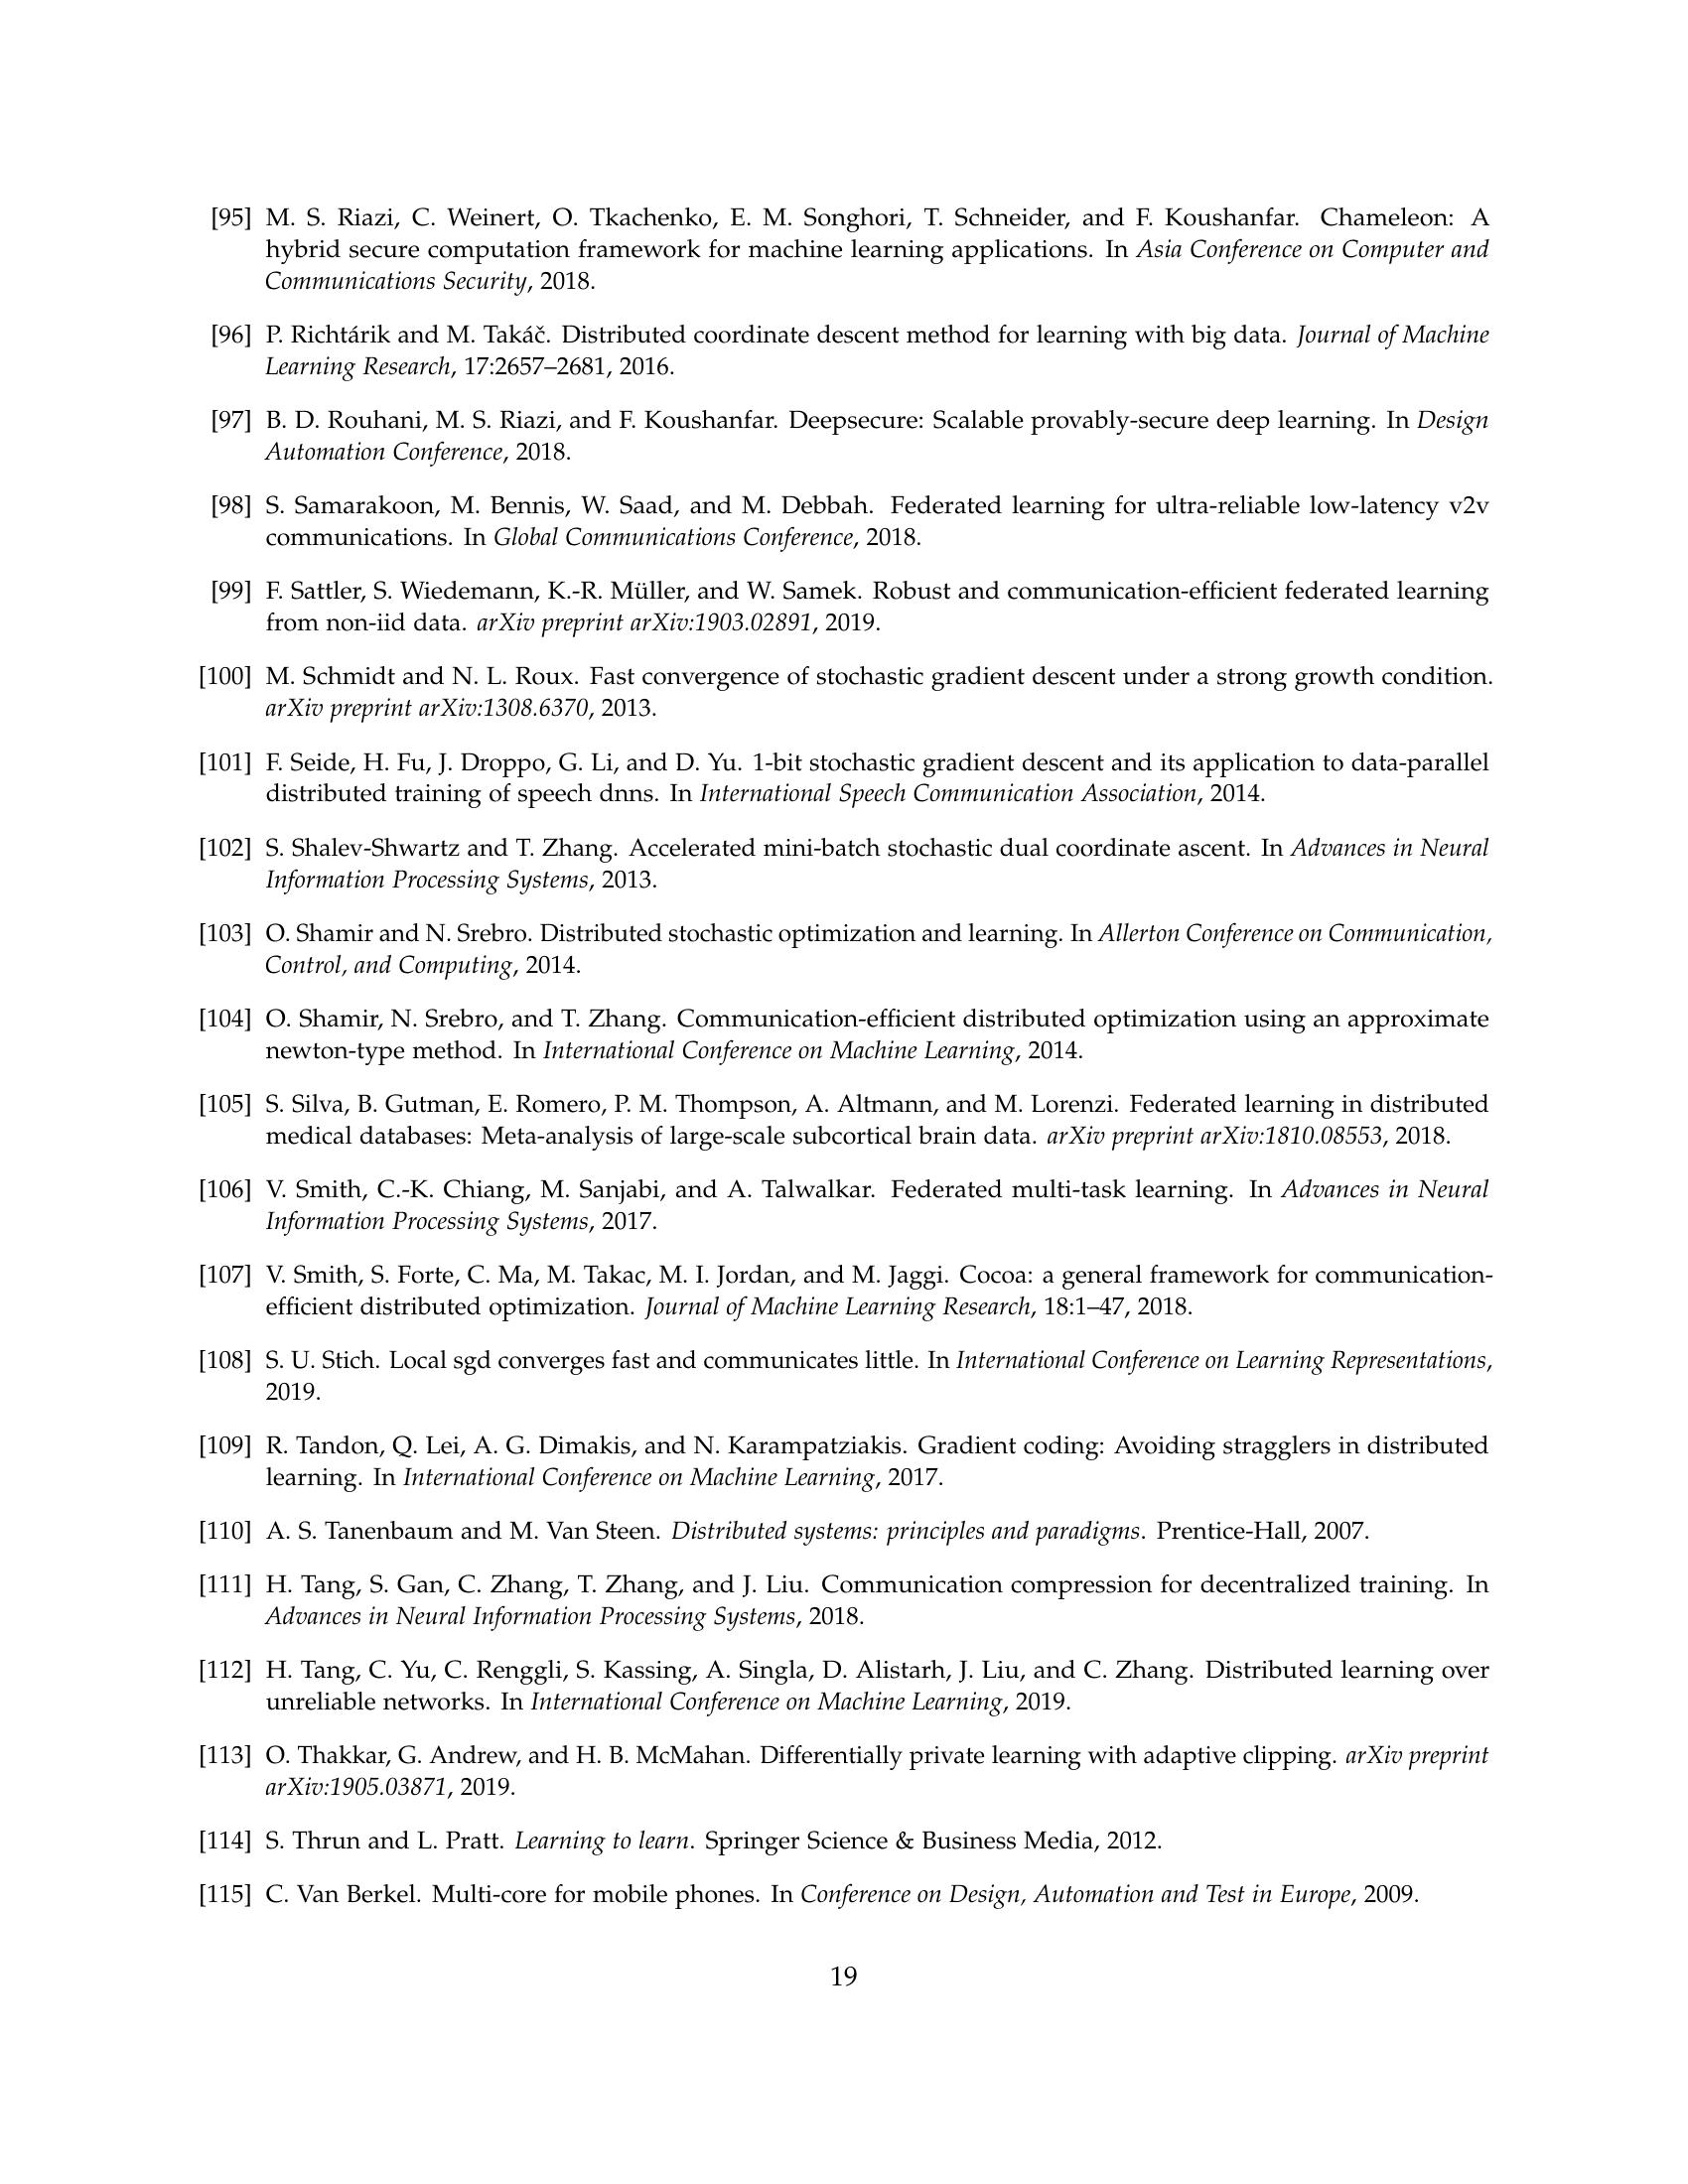 [95] M. S. Riazi, C. Weinert, O. Tkachenko, E. M. Songhori, T. Schneider, and F. Koushanfar. Chameleon: A
hybrid secure computation framework for machine learning applications. In Asia Conference on Computer and
Communications Security, 2018.
[96] P. Richtárik and M. Takáč. Distributed coordinate descent method for learning with big data. Journal of Machine
Learning Research, 17:2657–2681, 2016.
[97] B. D. Rouhani, M. S. Riazi, and F. Koushanfar. Deepsecure: Scalable provably-secure deep learning. In Design
Automation Conference, 2018.
[98] S. Samarakoon, M. Bennis, W. Saad, and M. Debbah. Federated learning for ultra-reliable low-latency v2v
communications. In Global Communications Conference, 2018.
[99] F. Sattler, S. Wiedemann, K.-R. Müller, and W. Samek. Robust and communication-efficient federated learning
from non-iid data. arXiv preprint arXiv:1903.02891, 2019.
[100] M. Schmidt and N. L. Roux. Fast convergence of stochastic gradient descent under a strong growth condition.
arXiv preprint arXiv:1308.6370, 2013.
[101] F. Seide, H. Fu, J. Droppo, G. Li, and D. Yu. 1-bit stochastic gradient descent and its application to data-parallel
distributed training of speech dnns. In International Speech Communication Association, 2014.
[102] S. Shalev-Shwartz and T. Zhang. Accelerated mini-batch stochastic dual coordinate ascent. In Advances in Neural
Information Processing Systems, 2013.
[103] O. Shamir and N. Srebro. Distributed stochastic optimization and learning. In Allerton Conference on Communication,
Control, and Computing, 2014.
[104] O. Shamir, N. Srebro, and T. Zhang. Communication-efficient distributed optimization using an approximate
newton-type method. In International Conference on Machine Learning, 2014.
[105] S. Silva, B. Gutman, E. Romero, P. M. Thompson, A. Altmann, and M. Lorenzi. Federated learning in distributed
medical databases: Meta-analysis of large-scale subcortical brain data. arXiv preprint arXiv:1810.08553, 2018.
[106] V. Smith, C.-K. Chiang, M. Sanjabi, and A. Talwalkar. Federated multi-task learning. In Advances in Neural
Information Processing Systems, 2017.
[107] V. Smith, S. Forte, C. Ma, M. Takac, M. I. Jordan, and M. Jaggi. Cocoa: a general framework for communication-
efficient distributed optimization. Journal of Machine Learning Research, 18:1–47, 2018.
[108] S. U. Stich. Local sgd converges fast and communicates little. In International Conference on Learning Representations,
2019.
[109] R. Tandon, Q. Lei, A. G. Dimakis, and N. Karampatziakis. Gradient coding: Avoiding stragglers in distributed
learning. In International Conference on Machine Learning, 2017.
[110] A. S. Tanenbaum and M. Van Steen. Distributed systems: principles and paradigms. Prentice-Hall, 2007.
[111] H. Tang, S. Gan, C. Zhang, T. Zhang, and J. Liu. Communication compression for decentralized training. In
Advances in Neural Information Processing Systems, 2018.
[112] H. Tang, C. Yu, C. Renggli, S. Kassing, A. Singla, D. Alistarh, J. Liu, and C. Zhang. Distributed learning over
unreliable networks. In International Conference on Machine Learning, 2019.
[113] O. Thakkar, G. Andrew, and H. B. McMahan. Differentially private learning with adaptive clipping. arXiv preprint
arXiv:1905.03871, 2019.
[114] S. Thrun and L. Pratt. Learning to learn. Springer Science & Business Media, 2012.
[115] C. Van Berkel. Multi-core for mobile phones. In Conference on Design, Automation and Test in Europe, 2009.
19